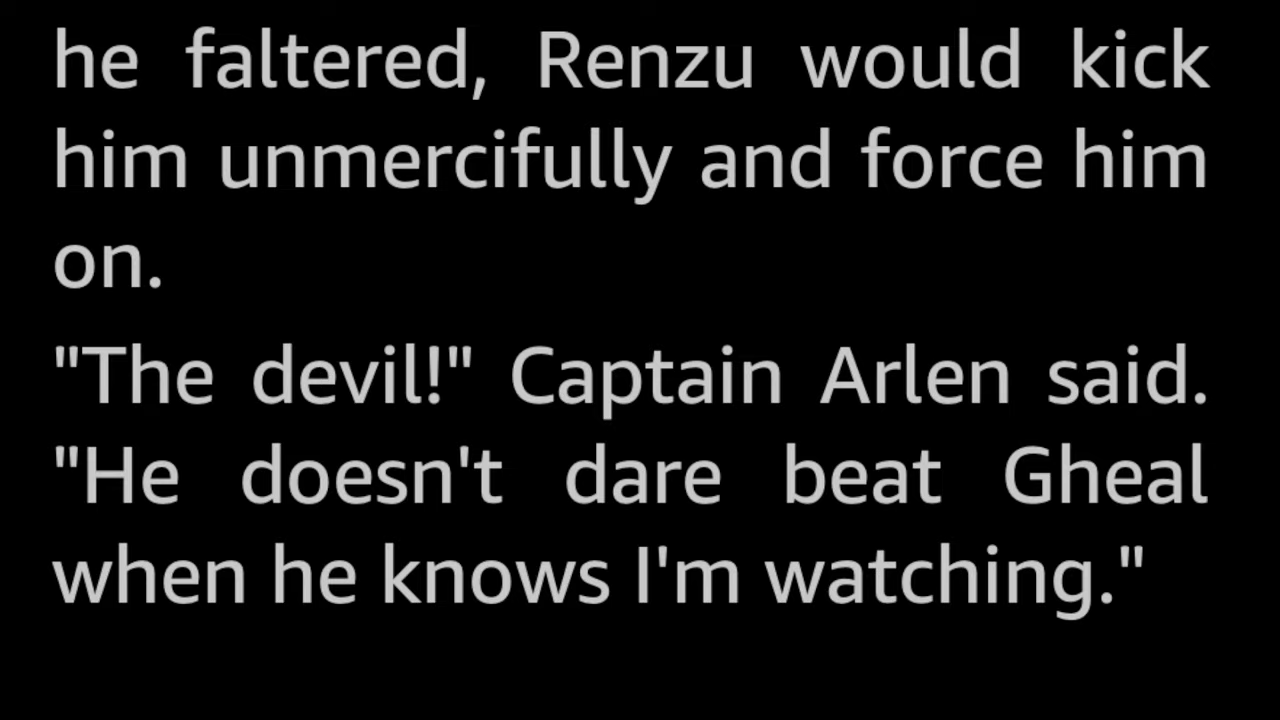 he faltered, Renzu would kick
him unmercifully and force him
on.
"The devil!" Captain Arlen said.
"He doesn't dare beat Gheal
when he knows I'm watching."